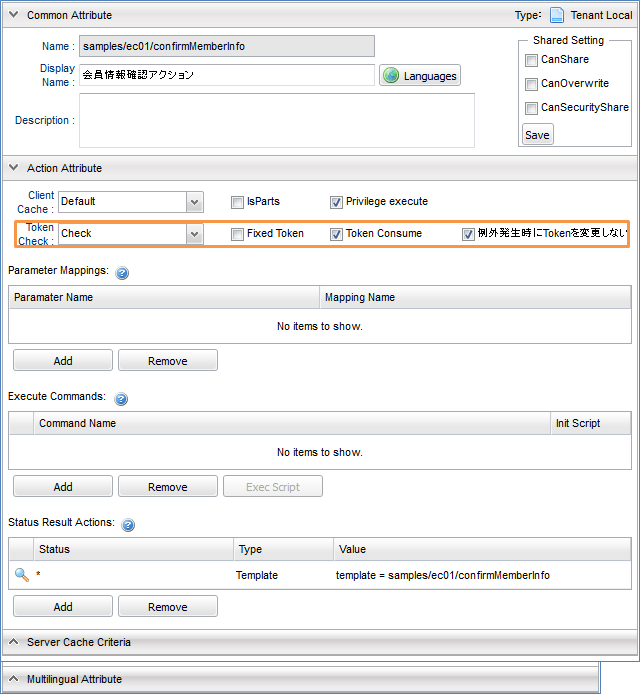 Common Attribute Type: Tenant Local
Name : samples/ec01/confirmMemberInfo
Display Name : 会員情報確認アクション Languages
Description :
Shared Setting
CanShare
CanOverwrite
CanSecurityShare
Save
Action Attribute
Client Cache : Default IsParts Privilege execute
Token Check : Check Fixed Token Token Consume 例外発生時にTokenを変更しない
Parameter Mappings: ?
Paramater Name Mapping Name
No items to show.
Add Remove
Execute Commands: ?
Command Name Init Script
No items to show.
Add Remove Exec Script
Status Result Actions: ?
Status Type Value
* Template template = samples/ec01/confirmMemberInfo
Add Remove
Server Cache Criteria
Multilingual Attribute